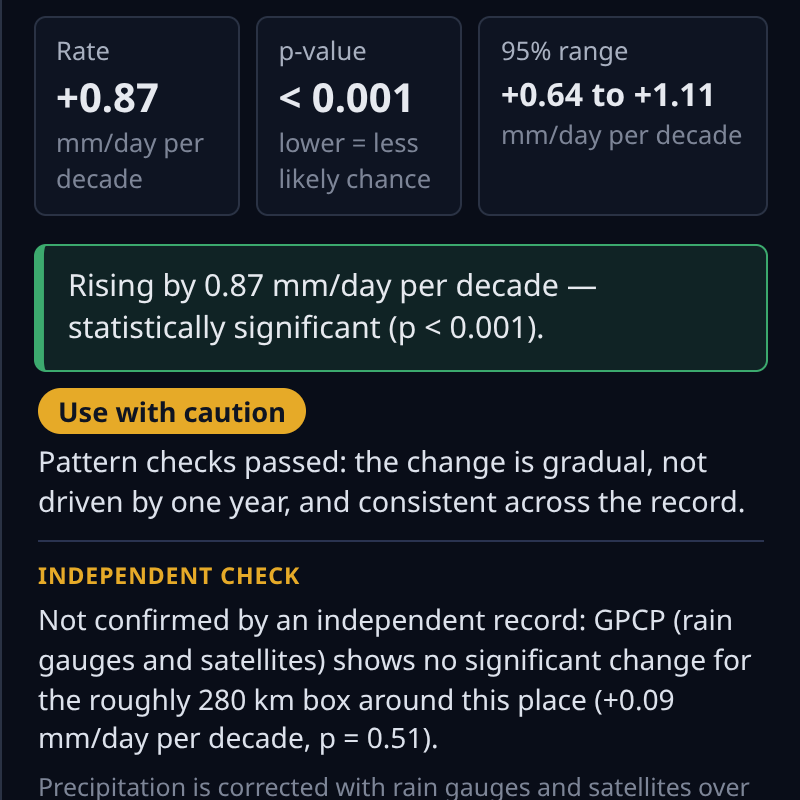 Rate
+0.87
mm/day per
decade
p-value
< 0.001
lower = less
likely chance
95% range
+0.64 to +1.11
mm/day per decade
Rising by 0.87 mm/day per decade —
statistically significant (p < 0.001).
Use with caution
Pattern checks passed: the change is gradual, not
driven by one year, and consistent across the record.
INDEPENDENT CHECK
Not confirmed by an independent record: GPCP (rain
gauges and satellites) shows no significant change for
the roughly 280 km box around this place (+0.09
mm/day per decade, p = 0.51).
Precipitation is corrected with rain gauges and satellites over